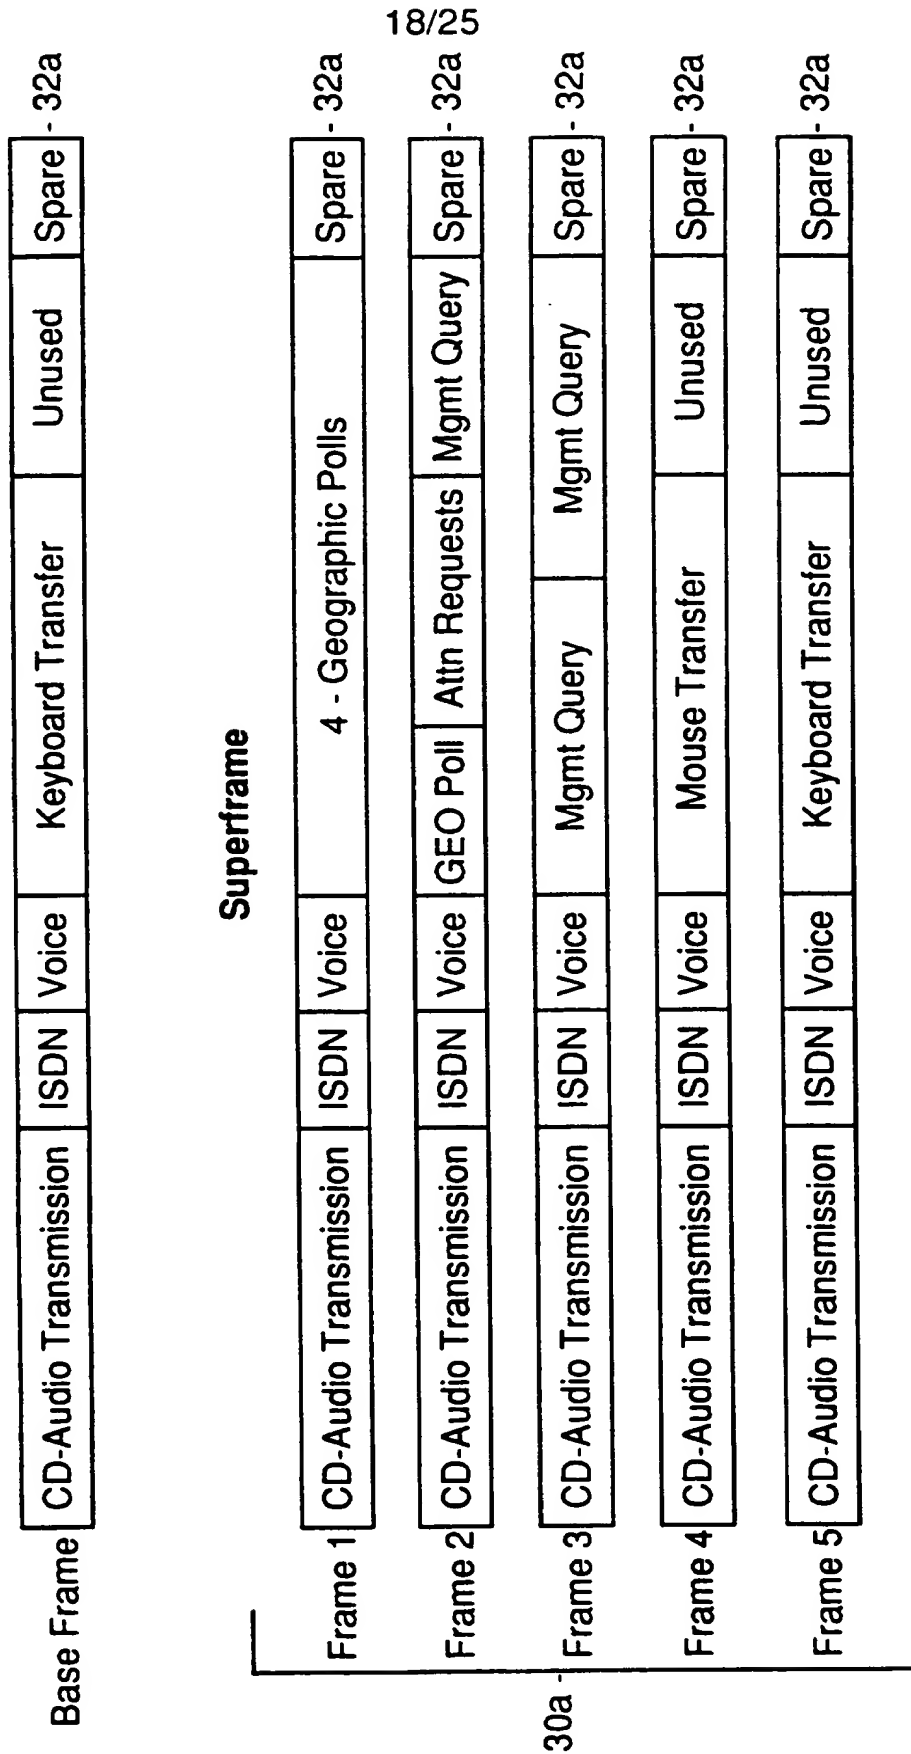 18/25
Base Frame CD-Audio Transmission ISDN Voice Keyboard Transfer Unused Spare - 32a
Superframe
Frame 1 CD-Audio Transmission ISDN Voice 4 - Geographic Polls Spare - 32a
Frame 2 CD-Audio Transmission ISDN Voice GEO Poll Attn Requests Mgmt Query Spare - 32a
30a - Frame 3 CD-Audio Transmission ISDN Voice Mgmt Query Mgmt Query Spare - 32a
Frame 4 CD-Audio Transmission ISDN Voice Mouse Transfer Unused Spare - 32a
Frame 5 CD-Audio Transmission ISDN Voice Keyboard Transfer Unused Spare - 32a